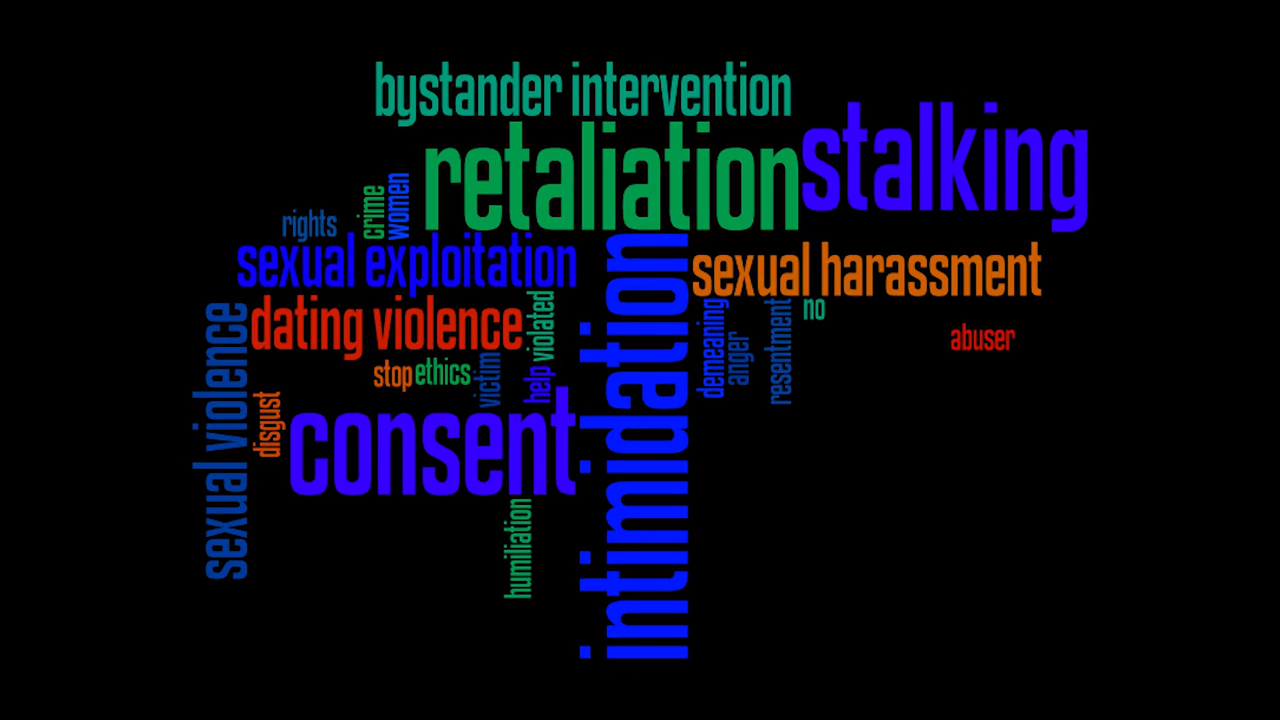 bystander intervention
retaliation
stalking
crime
women
rights
sexual exploitation
intimidation
sexual harassment
dating violence
violated
sexual violence
demeaning
anger
resentment
no
abuser
stop
ethics
victim
help
disgust
consent
humiliation